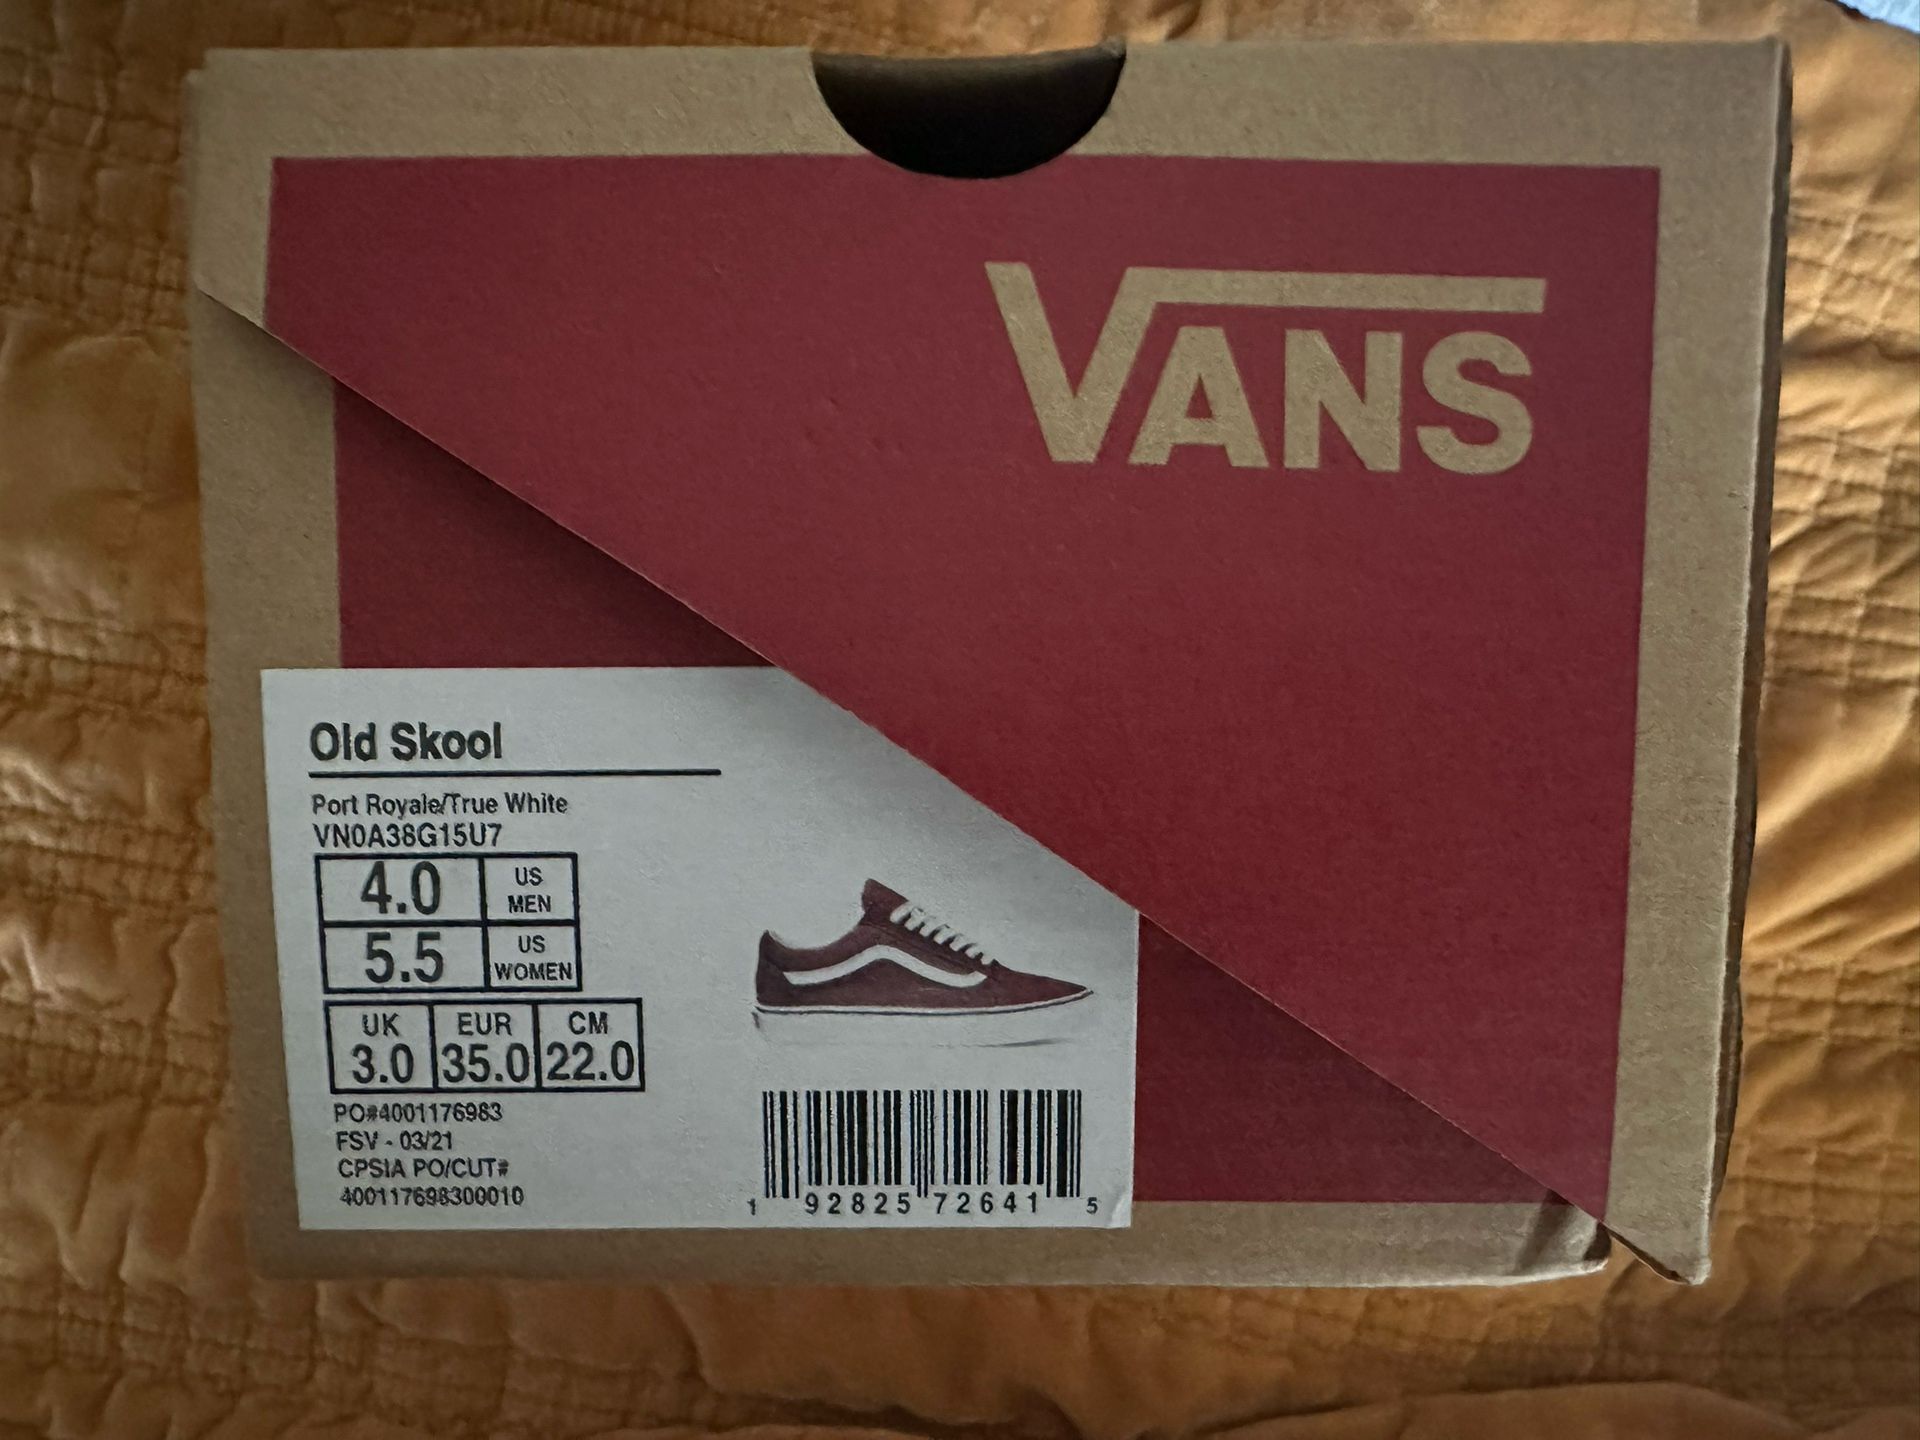 VANS
Old Skool
Port Royale/True White
VN0A38G15U7
4.0 US MEN
5.5 US WOMEN
UK EUR CM
3.0 35.0 22.0
PO#4001176983
FSV - 03/21
CPSIA PO/CUT#
400117698300010
1 92825 72641 5